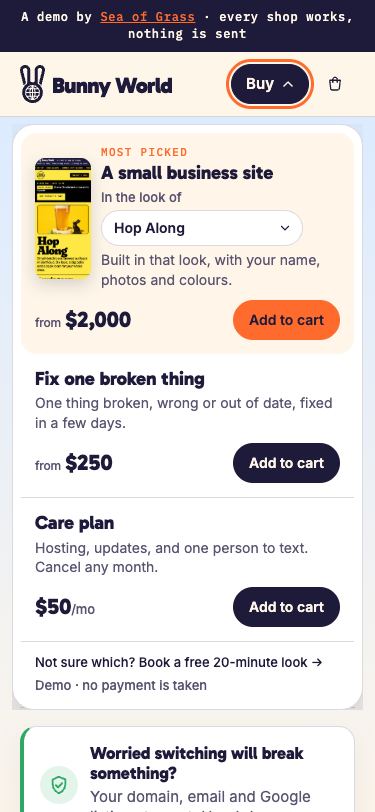 A demo by Sea of Grass · every shop works,
nothing is sent
Bunny World
Buy
MOST PICKED
A small business site
In the look of
Hop Along
Hop
Along
Built in that look, with your name,
photos and colours.
from $2,000
Add to cart
Fix one broken thing
One thing broken, wrong or out of date, fixed
in a few days.
from $250
Add to cart
Care plan
Hosting, updates, and one person to text.
Cancel any month.
$50/mo
Add to cart
Not sure which? Book a free 20-minute look →
Demo · no payment is taken
Worried switching will break
something?
Your domain, email and Google